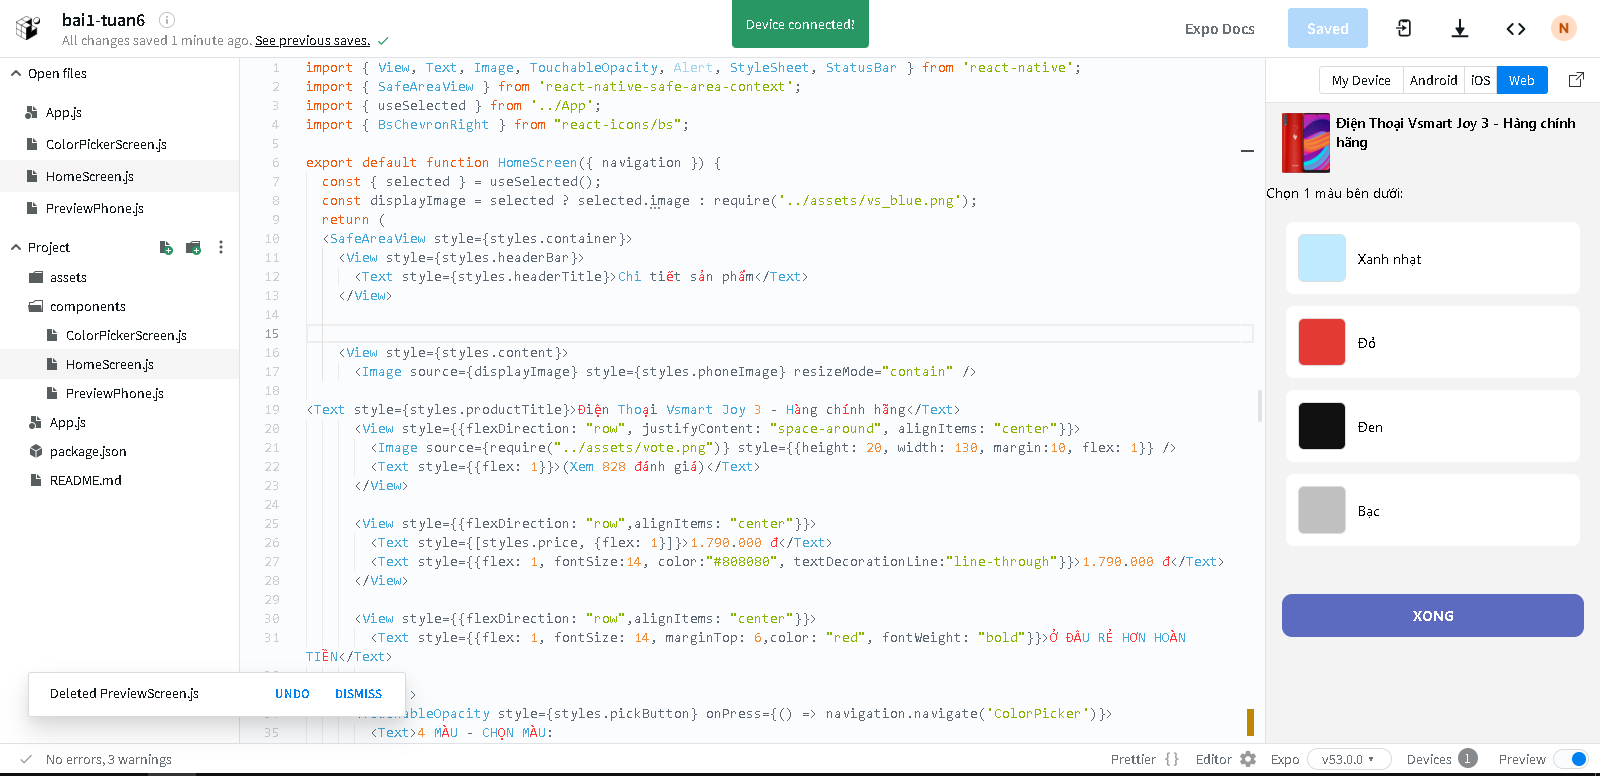 bai1-tuan6
All changes saved 1 minute ago. See previous saves.
Device connected!
Expo Docs
Saved
N
Open files
App.js
ColorPickerScreen.js
HomeScreen.js
PreviewPhone.js
Project
assets
components
ColorPickerScreen.js
HomeScreen.js
PreviewPhone.js
App.js
package.json
README.md
1 import { View, Text, Image, TouchableOpacity, Alert, StyleSheet, StatusBar } from 'react-native';
2 import { SafeAreaView } from 'react-native-safe-area-context';
3 import { useSelected } from '../App';
4 import { BsChevronRight } from "react-icons/bs";
5
6 export default function HomeScreen({ navigation }) {
7 const { selected } = useSelected();
8 const displayImage = selected ? selected.image : require('../assets/vs_blue.png');
9 return (
10 <SafeAreaView style={styles.container}>
11 <View style={styles.headerBar}>
12 <Text style={styles.headerTitle}>Chi tiết sản phẩm</Text>
13 </View>
14
15
16 <View style={styles.content}>
17 <Image source={displayImage} style={styles.phoneImage} resizeMode="contain" />
18
19 <Text style={styles.productTitle}>Điện Thoại Vsmart Joy 3 - Hàng chính hãng</Text>
20 <View style={{flexDirection: "row", justifyContent: "space-around", alignItems: "center"}}>
21 <Image source={require("../assets/vote.png")} style={{height: 20, width: 130, margin:10, flex: 1}} />
22 <Text style={{flex: 1}}>(Xem 828 đánh giá)</Text>
23 </View>
24
25 <View style={{flexDirection: "row",alignItems: "center"}}>
26 <Text style={[styles.price, {flex: 1}]}>1.790.000 đ</Text>
27 <Text style={{flex: 1, fontSize:14, color:"#808080", textDecorationLine:"line-through"}}>1.790.000 đ</Text>
28 </View>
29
30 <View style={{flexDirection: "row",alignItems: "center"}}>
31 <Text style={{flex: 1, fontSize: 14, marginTop: 6,color: "red", fontWeight: "bold"}}>Ở ĐÂU RẺ HƠN HOÀN
TIỀN</Text>
>
hableOpacity style={styles.pickButton} onPress={() => navigation.navigate('ColorPicker')}>
35 <Text>4 MÀU - CHỌN MÀU:
Deleted PreviewScreen.js UNDO DISMISS
My Device Android iOS Web
Điện Thoại Vsmart Joy 3 - Hàng chính
hãng
Chọn 1 màu bên dưới:
Xanh nhạt
Đỏ
Đen
Bạc
XONG
No errors, 3 warnings
Prettier { } Editor Expo v53.0.0 Devices 1 Preview